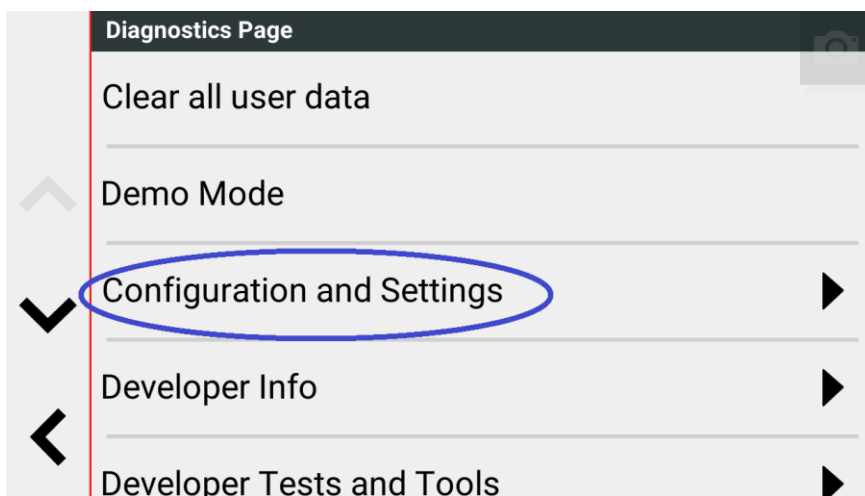 Diagnostics Page
Clear all user data
Demo Mode
Configuration and Settings
Developer Info
Developer Tests and Tools